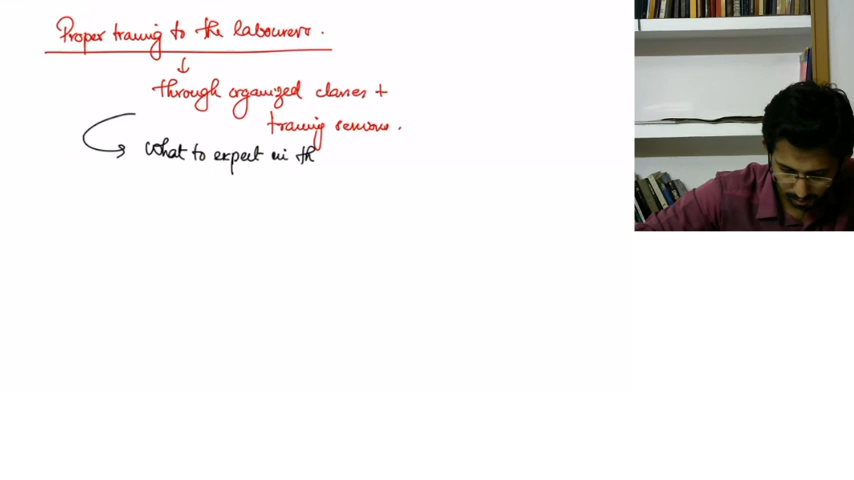 Proper training to the labourers.
↓
through organized classes +
training sessions.
What to expect in th